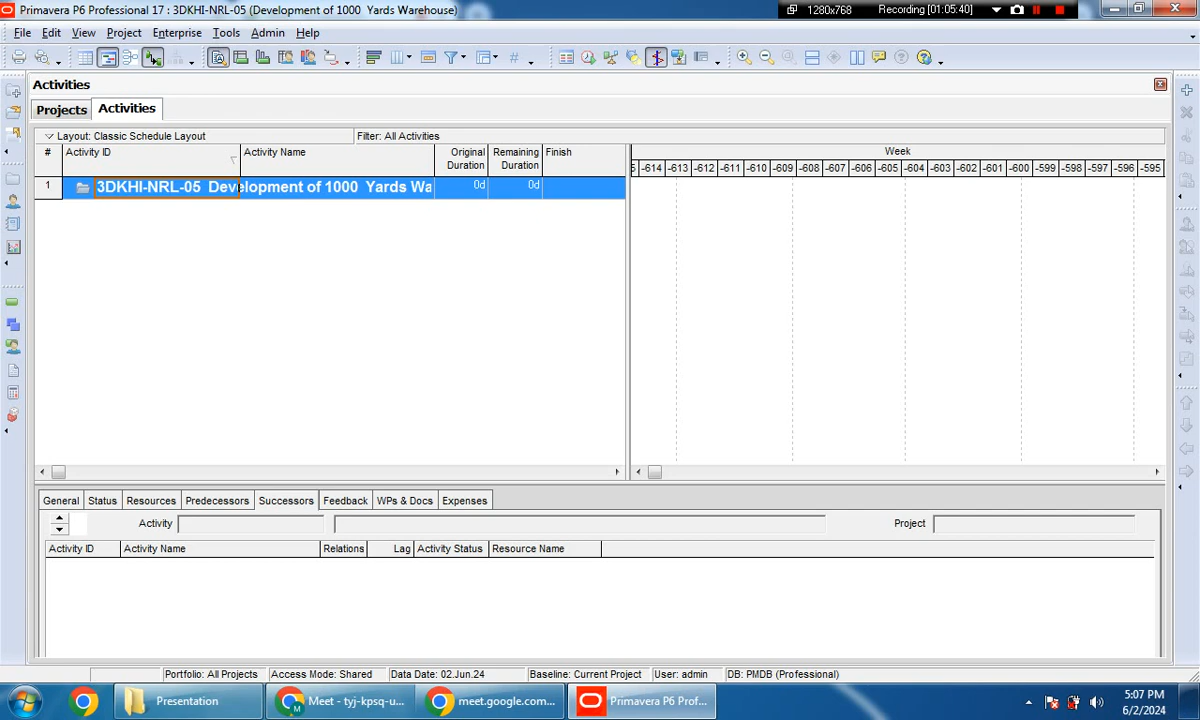 Primavera P6 Professional 17 : 3DKHI-NRL-05 (Development of 1000  Yards Warehouse)
1280x768
Recording [01:05:40]
File Edit View Project Enterprise Tools Admin Help
Activities
Projects Activities
Layout: Classic Schedule Layout Filter: All Activities
# Activity ID Activity Name Original Duration Remaining Duration Finish Week
-614 -613 -612 -611 -610 -609 -608 -607 -606 -605 -604 -603 -602 -601 -600 -599 -598 -597 -596 -595
1 3DKHI-NRL-05  Development of 1000  Yards Wa 0d 0d
General Status Resources Predecessors Successors Feedback WPs & Docs Expenses
Activity Project
Activity ID Activity Name Relations Lag Activity Status Resource Name
Portfolio: All Projects Access Mode: Shared Data Date: 02.Jun.24 Baseline: Current Project User: admin DB: PMDB (Professional)
Presentation Meet - tyj-kpsq-u... meet.google.com... Primavera P6 Prof...
5:07 PM
6/2/2024